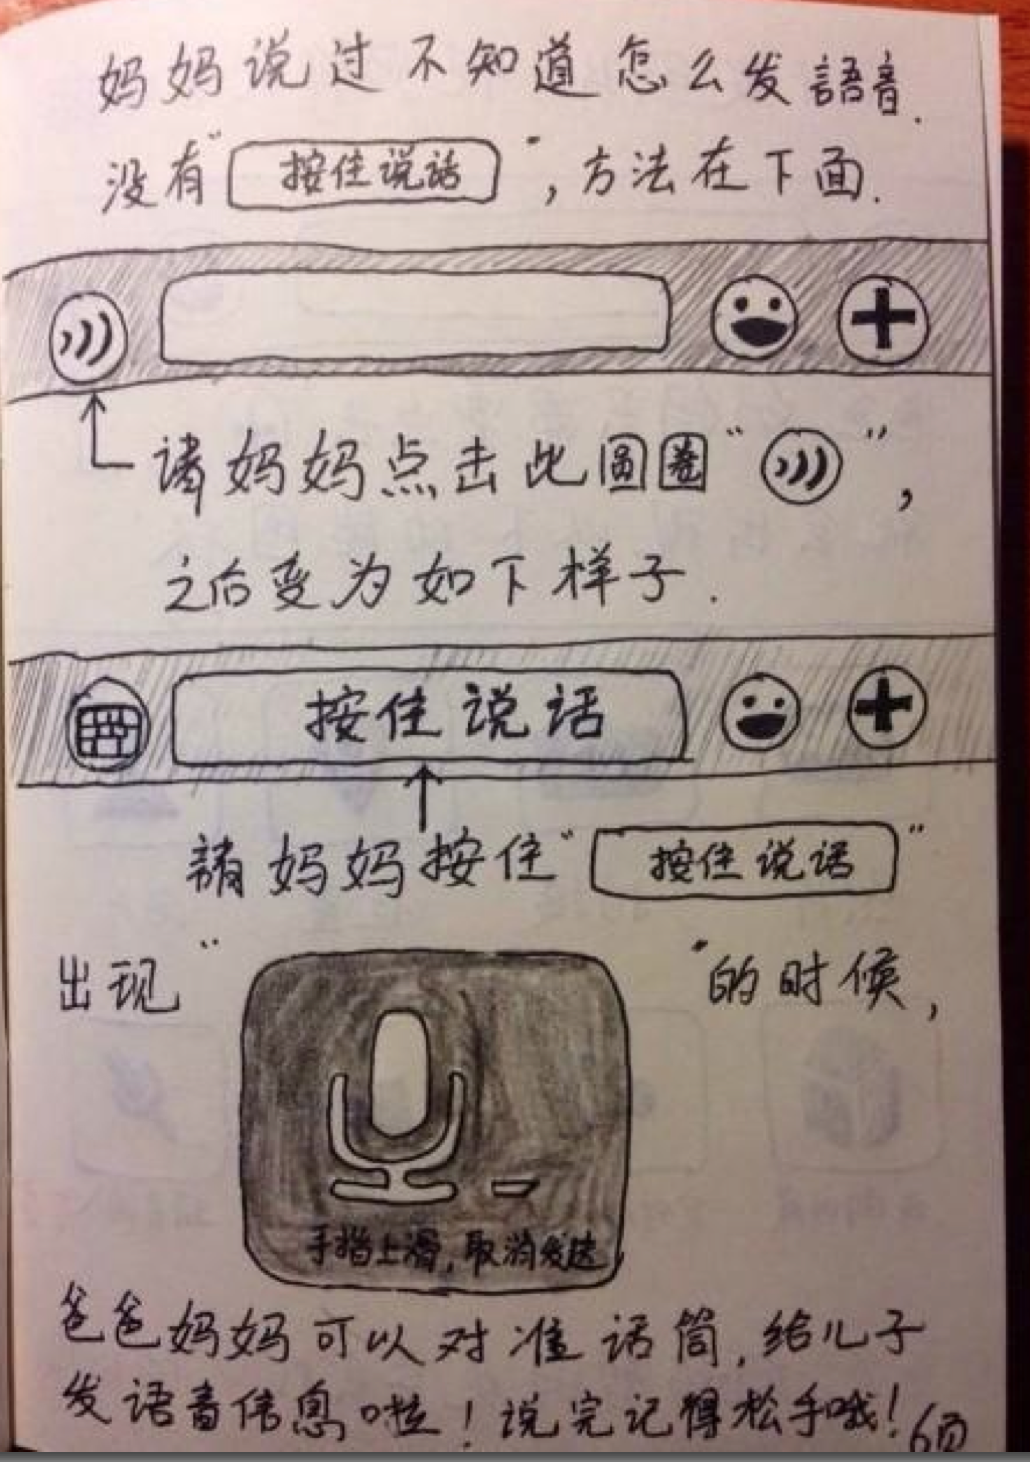 妈妈说过不知道怎么发語音.
没有"按住说话",方法在下面.
请妈妈点击此圆圈" ",
之后变为如下样子.
按住说话
請妈妈按住"按住说话"
出现" "的时候,
手指上滑,取消发送
爸爸妈妈可以对准话筒,给儿子
发语音信息啦!说完记得松手哦!6页